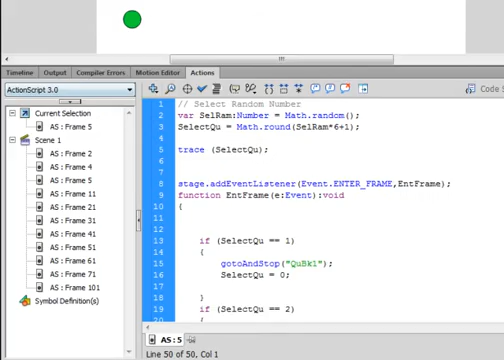 Timeline Output Compiler Errors Motion Editor Actions
ActionScript 3.0
Current Selection
AS : Frame 5
Scene 1
AS : Frame 2
AS : Frame 4
AS : Frame 5
AS : Frame 11
AS : Frame 21
AS : Frame 31
AS : Frame 41
AS : Frame 51
AS : Frame 61
AS : Frame 71
AS : Frame 101
Symbol Definition(s)
1 // Select Random Number
2 var SelRam:Number = Math.random();
3 SelectQu = Math.round(SelRam*6+1);
4
5 trace (SelectQu);
6
7
8 stage.addEventListener(Event.ENTER_FRAME,EntFrame);
9 function EntFrame(e:Event):void
10 {
11
12
13 if (SelectQu == 1)
14 {
15 gotoAndStop("QuBk1");
16 SelectQu = 0;
17
18 }
19 if (SelectQu == 2)
20 {
AS : 5
Line 50 of 50, Col 1